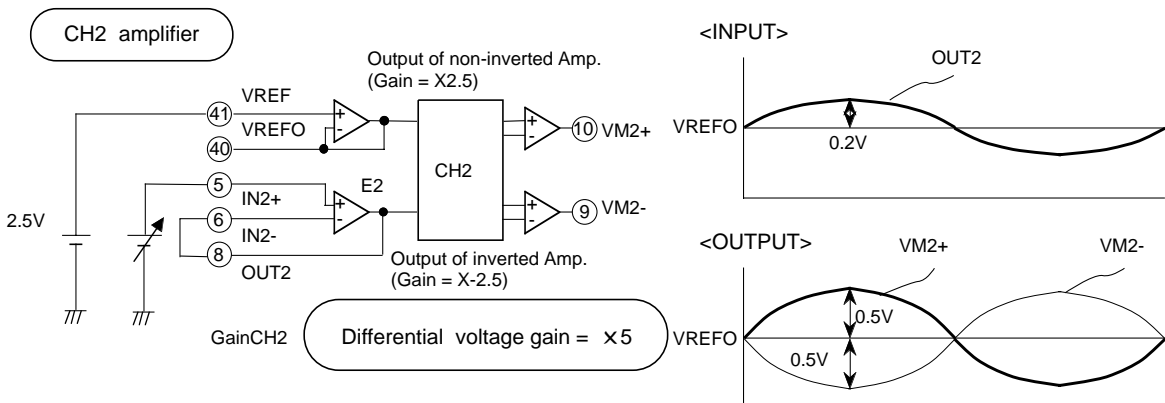 CH2 amplifier
Output of non-inverted Amp.
(Gain = X2.5)
41
VREF
+
-
40
VREFO
5
IN2+
E2
+
-
6
IN2-
8
OUT2
2.5V
CH2
+
-
10
VM2+
+
-
9
VM2-
Output of inverted Amp.
(Gain = X-2.5)
GainCH2
Differential voltage gain = ×5
<INPUT>
OUT2
VREFO
0.2V
<OUTPUT>
VM2+
VM2-
0.5V
VREFO
0.5V